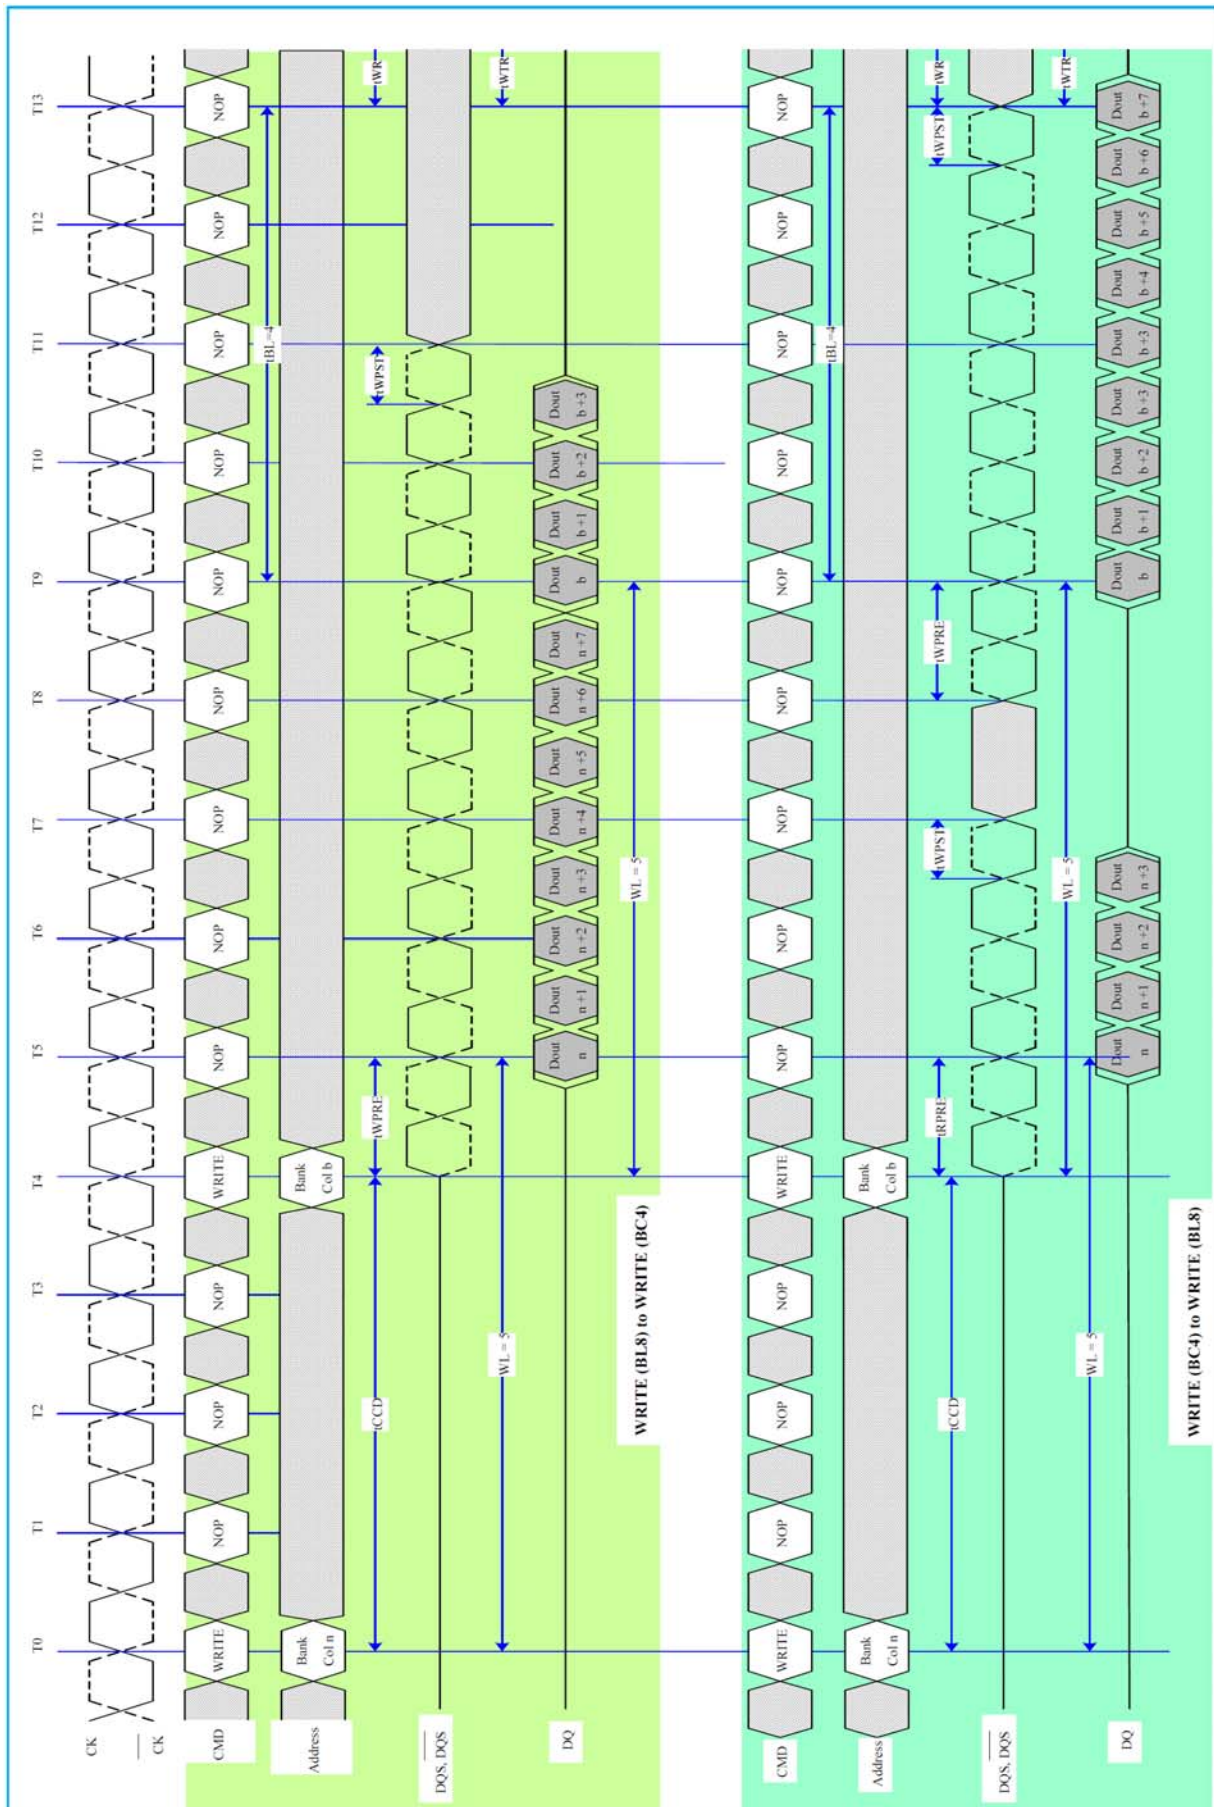 T0 T1 T2 T3 T4 T5 T6 T7 T8 T9 T10 T11 T12 T13
CK
CK
CMD
WRITE NOP NOP NOP WRITE NOP NOP NOP NOP NOP NOP NOP NOP NOP
tBL=4
Address
Bank
Col n
Bank
Col b
tCCD tWPRE tWPST tWR
DQS, DQS
WL = 5 tWTR
DQ
Dout
n
Dout
n +1
Dout
n +2
Dout
n +3
Dout
n +4
Dout
n +5
Dout
n +6
Dout
n +7
Dout
b
Dout
b +1
Dout
b +2
Dout
b +3
WL = 5
WRITE (BL8) to WRITE (BC4)
CMD
WRITE NOP NOP NOP WRITE NOP NOP NOP NOP NOP NOP NOP NOP NOP
tBL=4
Address
Bank
Col n
Bank
Col b
tCCD tRPRE tWPST tWPRE tWPST tWR
DQS, DQS
WL = 5 tWTR
WL = 5
DQ
Dout
n
Dout
n +1
Dout
n +2
Dout
n +3
Dout
b
Dout
b +1
Dout
b +2
Dout
b +3
Dout
b +3
Dout
b +4
Dout
b +5
Dout
b +6
Dout
b +7
WRITE (BC4) to WRITE (BL8)